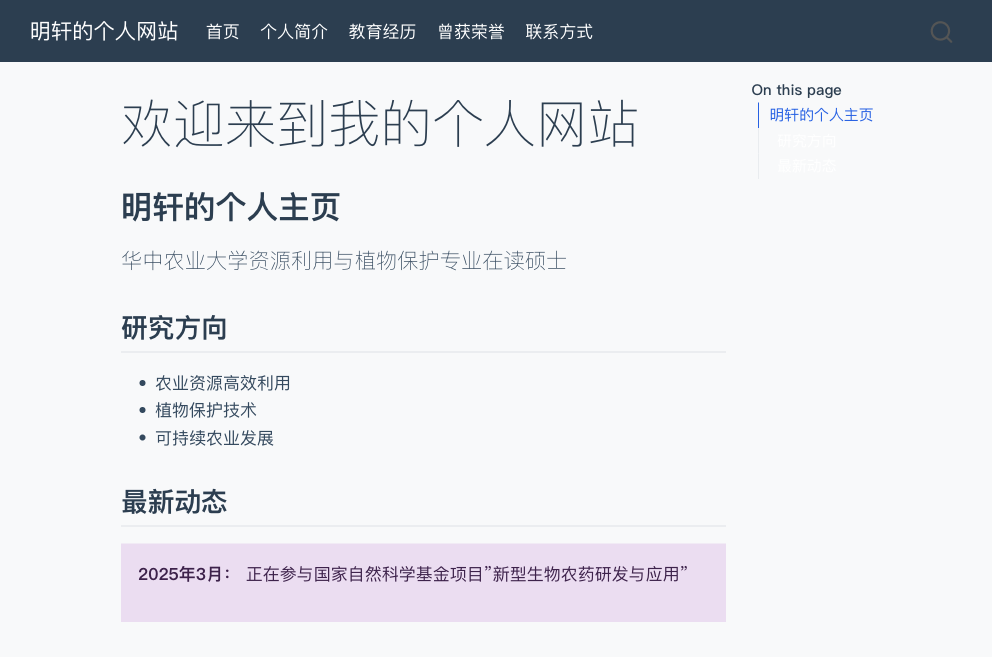 明轩的个人网站 首页 个人简介 教育经历 曾获荣誉 联系方式
欢迎来到我的个人网站
On this page
明轩的个人主页
研究方向
最新动态
明轩的个人主页
华中农业大学资源利用与植物保护专业在读硕士
研究方向
农业资源高效利用
植物保护技术
可持续农业发展
最新动态
2025年3月： 正在参与国家自然科学基金项目”新型生物农药研发与应用”